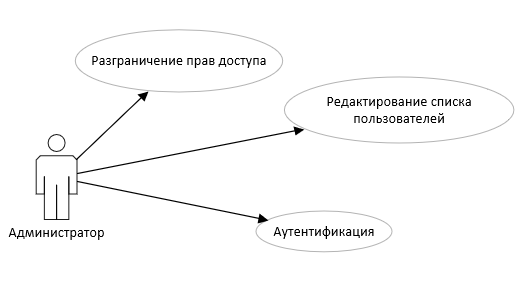 Разграничение прав доступа
Редактирование списка
пользователей
Администратор
Аутентификация